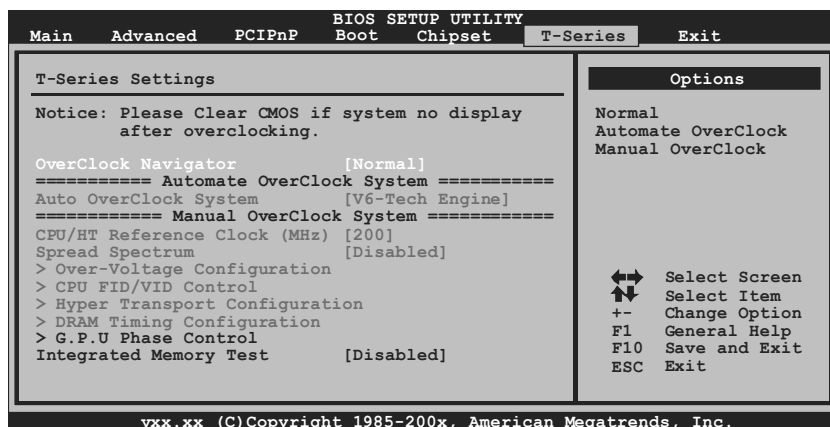 BIOS SETUP UTILITY
Main Advanced PCIPnP Boot Chipset T-Series Exit
T-Series Settings
Notice: Please Clear CMOS if system no display
after overclocking.
OverClock Navigator [Normal]
=========== Automate OverClock System ===========
Auto OverClock System [V6-Tech Engine]
============ Manual OverClock System ============
CPU/HT Reference Clock (MHz) [200]
Spread Spectrum [Disabled]
> Over-Voltage Configuration
> CPU FID/VID Control
> Hyper Transport Configuration
> DRAM Timing Configuration
> G.P.U Phase Control
Integrated Memory Test [Disabled]
Options
Normal
Automate OverClock
Manual OverClock
Select Screen
Select Item
+- Change Option
F1 General Help
F10 Save and Exit
ESC Exit
vxx.xx (C)Copyright 1985-200x, American Megatrends, Inc.